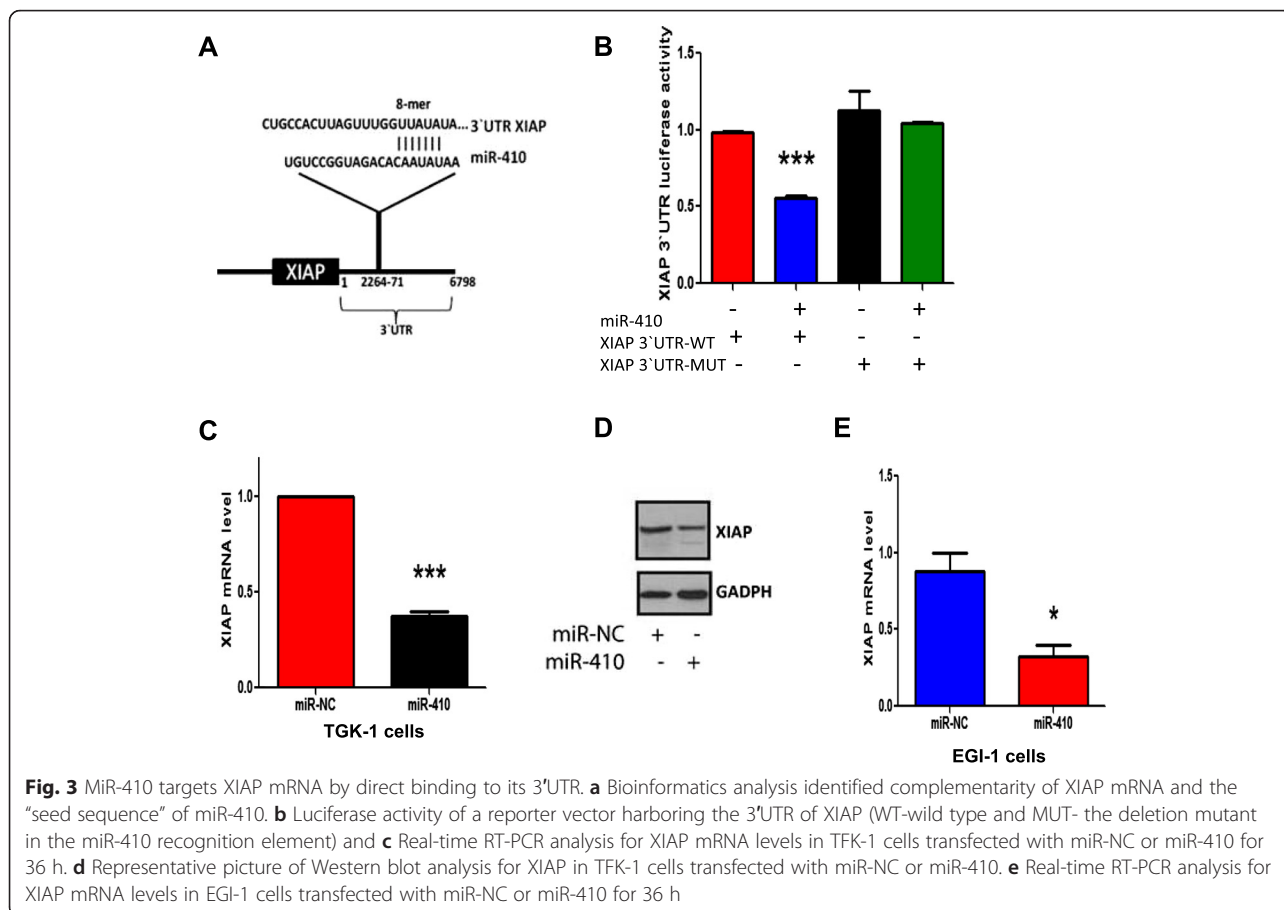 A
8-mer
CUGCCACUUAGUUUGGUUAUAUA... 3`UTR XIAP
UGUCCGGUAGACACAAUAUAA miR-410
XIAP
1 2264-71 6798
3`UTR
B
XIAP 3`UTR luciferase activity
1.5
1.0
0.5
0.0
***
miR-410 - + - +
XIAP 3`UTR-WT + + - -
XIAP 3`UTR-MUT - - + +
C
XIAP mRNA level
1.0
0.5
0.0
***
miR-NC miR-410
TGK-1 cells
D
XIAP
GADPH
miR-NC + -
miR-410 - +
E
XIAP mRNA level
1.5
1.0
0.5
0.0
*
miR-NC miR-410
EGI-1 cells
Fig. 3 MiR-410 targets XIAP mRNA by direct binding to its 3′UTR. a Bioinformatics analysis identified complementarity of XIAP mRNA and the
“seed sequence” of miR-410. b Luciferase activity of a reporter vector harboring the 3′UTR of XIAP (WT-wild type and MUT- the deletion mutant
in the miR-410 recognition element) and c Real-time RT-PCR analysis for XIAP mRNA levels in TFK-1 cells transfected with miR-NC or miR-410 for
36 h. d Representative picture of Western blot analysis for XIAP in TFK-1 cells transfected with miR-NC or miR-410. e Real-time RT-PCR analysis for
XIAP mRNA levels in EGI-1 cells transfected with miR-NC or miR-410 for 36 h